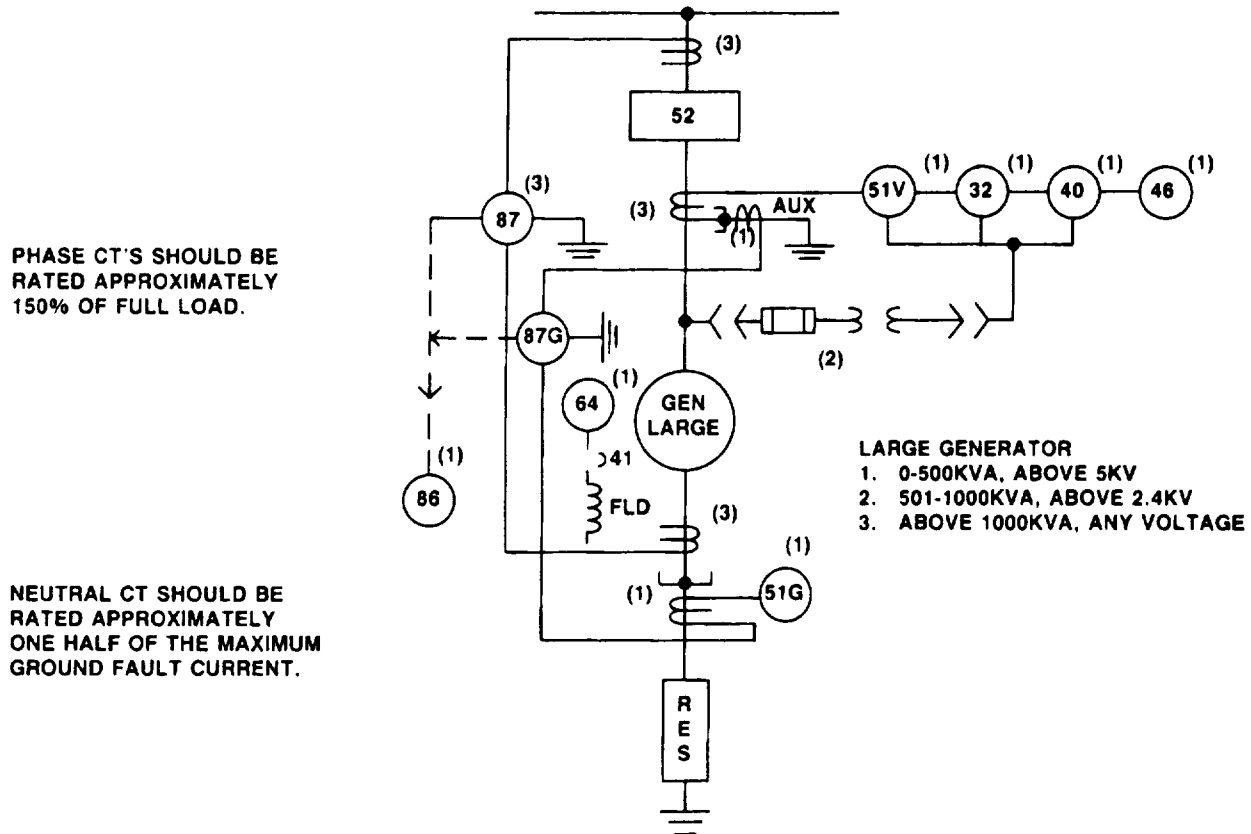 (3)
52
(1)
(1)
(1)
(1)
51V
32
40
46
(3)
AUX
(1)
(3)
87
PHASE CT'S SHOULD BE
RATED APPROXIMATELY
150% OF FULL LOAD.
87G
(2)
(1)
64
GEN
LARGE
41
FLD
(1)
86
LARGE GENERATOR
1. 0-500KVA, ABOVE 5KV
2. 501-1000KVA, ABOVE 2.4KV
3. ABOVE 1000KVA, ANY VOLTAGE
(3)
(1)
(1)
51G
NEUTRAL CT SHOULD BE
RATED APPROXIMATELY
ONE HALF OF THE MAXIMUM
GROUND FAULT CURRENT.
R
E
S